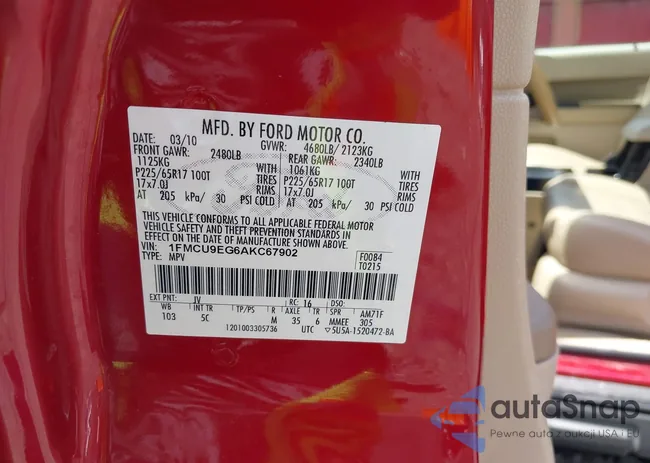 MFD. BY FORD MOTOR CO.
DATE: 03/10 GVWR: 4680LB/ 2123KG
FRONT GAWR: 2480LB REAR GAWR: 2340LB
1125KG 1061KG
P225/65R17 100T WITH TIRES P225/65R17 100T WITH TIRES
17x7.0J RIMS 17x7.0J RIMS
AT 205 kPa/ 30 PSI COLD AT 205 kPa/ 30 PSI COLD
THIS VEHICLE CONFORMS TO ALL APPLICABLE FEDERAL MOTOR
VEHICLE SAFETY AND THEFT PREVENTION STANDARDS IN
EFFECT ON THE DATE OF MANUFACTURE SHOWN ABOVE.
VIN: 1FMCU9EG6AKC67902 F0084
TYPE: MPV T0215
EXT PNT: JV RC: 16 DSO:
WB INT TR TP/PS R AXLE TR SPR AM71F
103 5C M 35 6 MMEE 305
1201003305736 UTC ▽ 5U5A-1520472-BA
autoSnap
Pewne auto z aukcji USA i EU